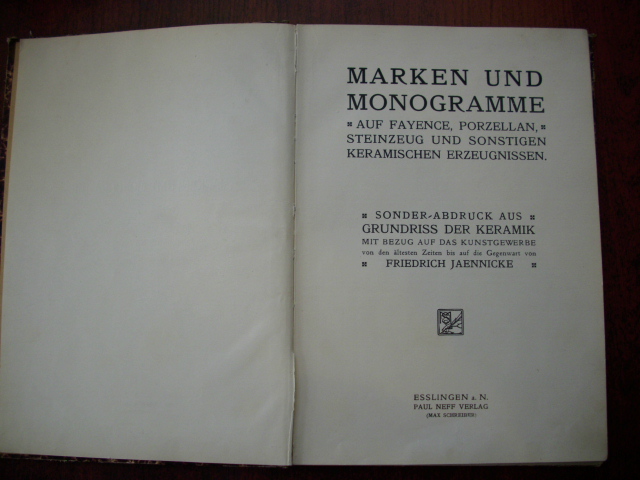 MARKEN UND
MONOGRAMME
AUF FAYENCE, PORZELLAN,
STEINZEUG UND SONSTIGEN
KERAMISCHEN ERZEUGNISSEN.
SONDER-ABDRUCK AUS
GRUNDRISS DER KERAMIK
MIT BEZUG AUF DAS KUNSTGEWERBE
von den ältesten Zeiten bis auf die Gegenwart von
FRIEDRICH JAENNICKE
ESSLINGEN a. N.
PAUL NEFF VERLAG
(MAX SCHREIBER)